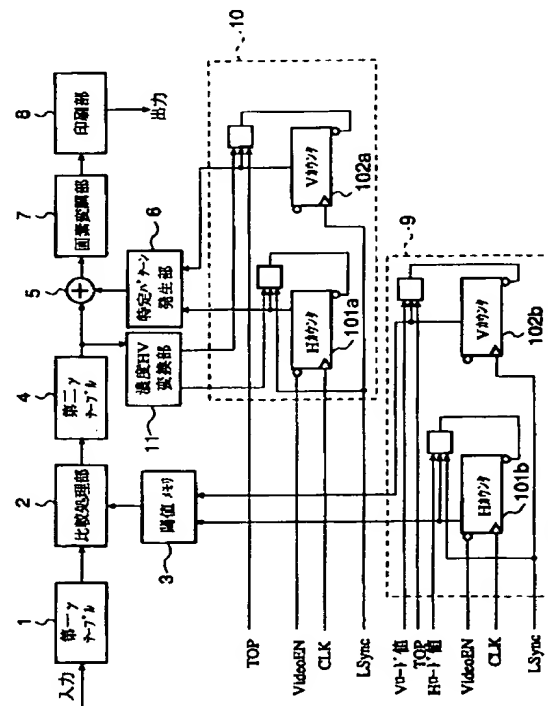 入力
1
第一γ
テーブル
2
比較処理部
3
閾値 メモリ
4
第二γ
テーブル
5
+
11
濃度HV
変換部
6
特定パターン
発生部
7
画素変調部
8
印刷部
出力
10
Hカウンタ
101a
Vカウンタ
102a
TOP
VideoEN
CLK
LSync
9
Hカウンタ
101b
Vカウンタ
102b
Vロード値
TOP
Hロード値
VideoEN
CLK
LSync